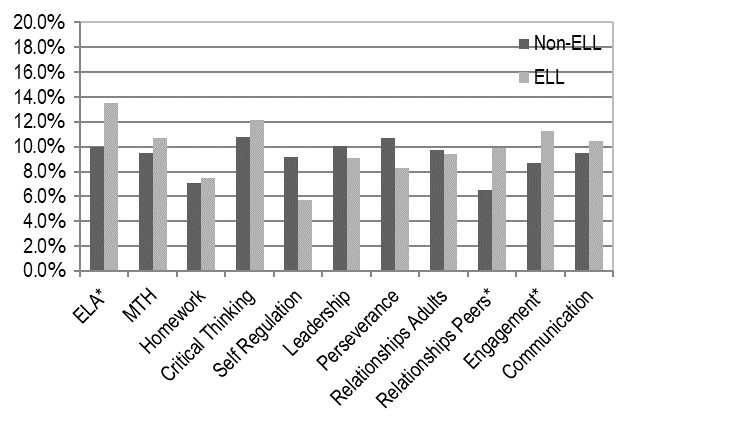 20.0%
18.0%
16.0%
14.0%
12.0%
10.0%
8.0%
6.0%
4.0%
2.0%
0.0%
Non-ELL
ELL
ELA*
MTH
Homework
Critical Thinking
Self Regulation
Leadership
Perseverance
Relationships Adults
Relationships Peers*
Engagement*
Communication